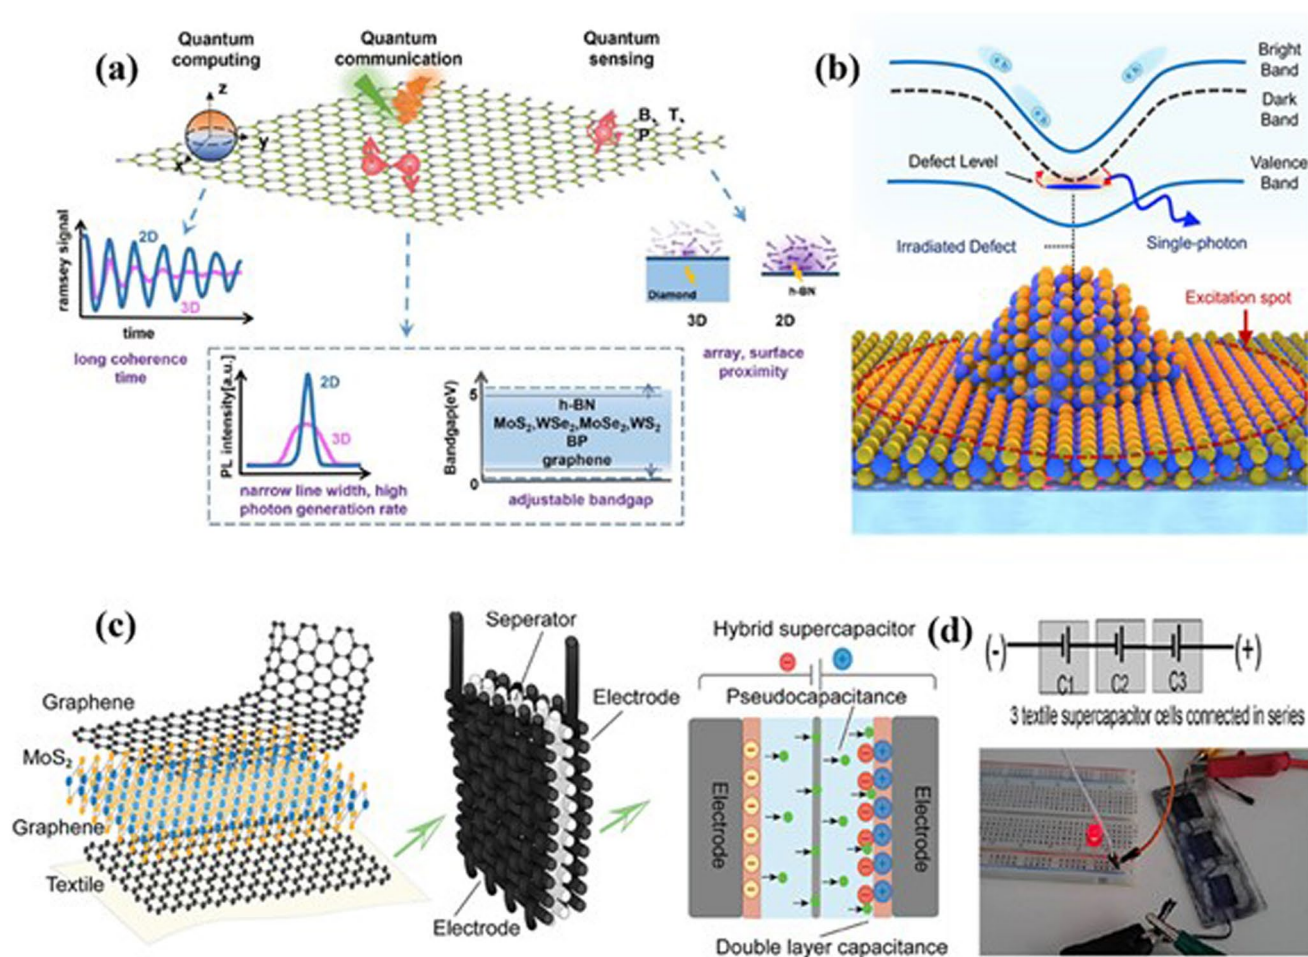 (a)
Quantum
computing
Quantum
communication
Quantum
sensing
z
y
x
B、T、
P
ramsey signal
2D
3D
time
long coherence
time
PL intensity[a.u.]
2D
3D
narrow line width, high
photon generation rate
Bandgap(eV)
5
0
h-BN
MoS₂,WSe₂,MoSe₂,WS₂
BP
graphene
adjustable bandgap
Diamond
3D
h-BN
2D
array, surface
proximity
(b)
Bright
Band
Dark
Band
Valence
Band
e h
e h
e h
Defect Level
Irradiated Defect
Single-photon
Excitation spot
(c)
Graphene
MoS₂
Graphene
Textile
Seperator
Electrode
Electrode
Hybrid supercapacitor
Pseudocapacitance
Electrode
Electrode
Double layer capacitance
(d)
(-)
C1
C2
C3
(+)
3 textile supercapacitor cells connected in series